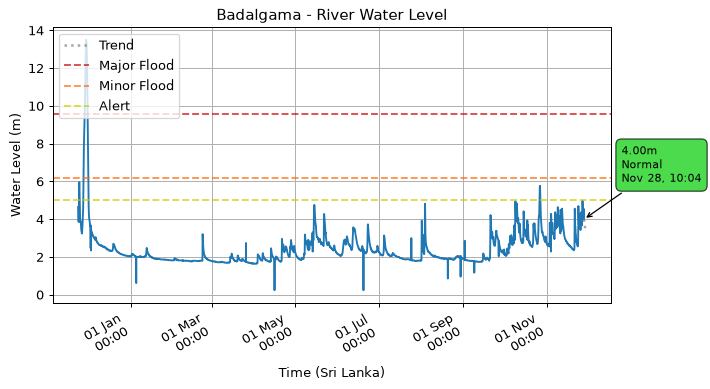 Badalgama - River Water Level
14
12
10
8
6
4
2
0
Water Level (m)
Trend
Major Flood
Minor Flood
Alert
4.00m
Normal
Nov 28, 10:04
01 Jan
00:00
01 Mar
00:00
01 May
00:00
01 Jul
00:00
01 Sep
00:00
01 Nov
00:00
Time (Sri Lanka)